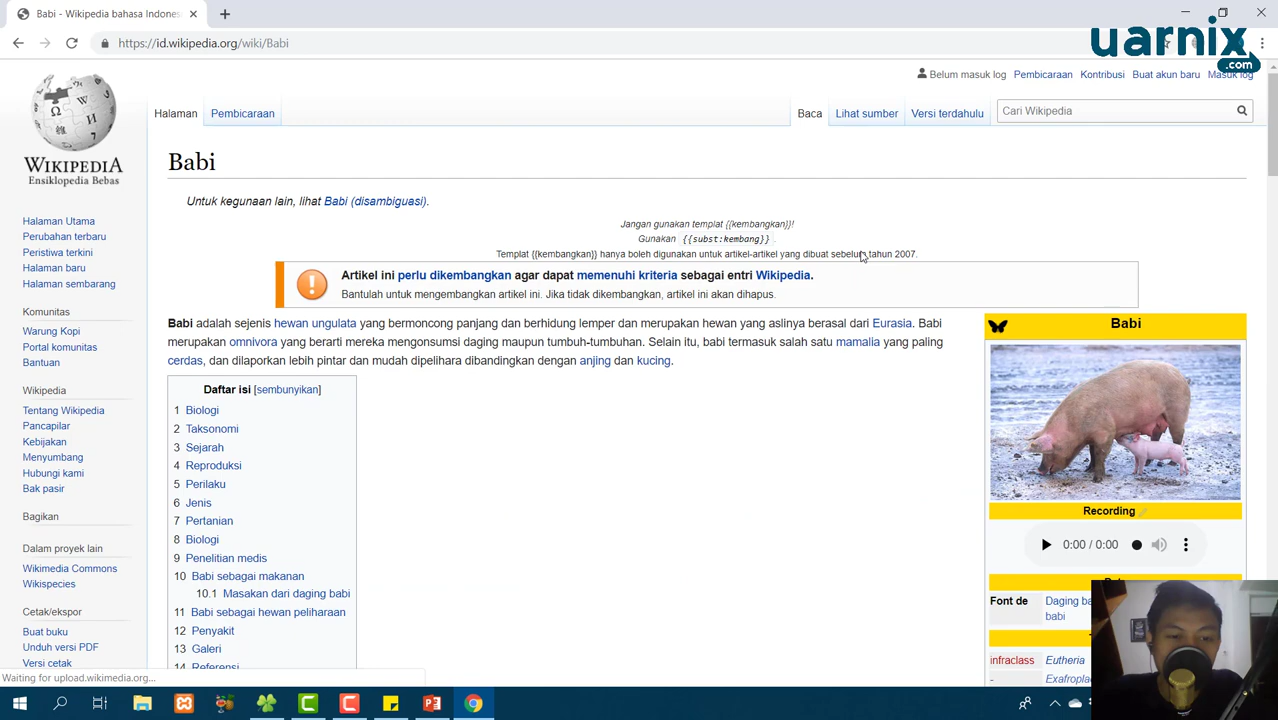 Babi - Wikipedia bahasa Indones
uarnix
.com
https://id.wikipedia.org/wiki/Babi
Belum masuk log Pembicaraan Kontribusi Buat akun baru Masuk log
Halaman Pembicaraan Baca Lihat sumber Versi terdahulu Cari Wikipedia
WIKIPEDIA
Ensiklopedia Bebas
Halaman Utama
Perubahan terbaru
Peristiwa terkini
Halaman baru
Halaman sembarang
Komunitas
Warung Kopi
Portal komunitas
Bantuan
Wikipedia
Tentang Wikipedia
Pancapilar
Kebijakan
Menyumbang
Hubungi kami
Bak pasir
Bagikan
Dalam proyek lain
Wikimedia Commons
Wikispecies
Cetak/ekspor
Buat buku
Unduh versi PDF
Versi cetak
Babi
Untuk kegunaan lain, lihat Babi (disambiguasi).
Jangan gunakan templat {{kembangkan}}!
Gunakan {{subst:kembang}}.
Templat {{kembangkan}} hanya boleh digunakan untuk artikel-artikel yang dibuat sebelum tahun 2007.
Artikel ini perlu dikembangkan agar dapat memenuhi kriteria sebagai entri Wikipedia.
Bantulah untuk mengembangkan artikel ini. Jika tidak dikembangkan, artikel ini akan dihapus.
Babi adalah sejenis hewan ungulata yang bermoncong panjang dan berhidung lemper dan merupakan hewan yang aslinya berasal dari Eurasia. Babi
merupakan omnivora yang berarti mereka mengonsumsi daging maupun tumbuh-tumbuhan. Selain itu, babi termasuk salah satu mamalia yang paling
cerdas, dan dilaporkan lebih pintar dan mudah dipelihara dibandingkan dengan anjing dan kucing.
Daftar isi [sembunyikan]
1 Biologi
2 Taksonomi
3 Sejarah
4 Reproduksi
5 Perilaku
6 Jenis
7 Pertanian
8 Biologi
9 Penelitian medis
10 Babi sebagai makanan
10.1 Masakan dari daging babi
11 Babi sebagai hewan peliharaan
12 Penyakit
13 Galeri
14 Referensi
Babi
Recording
0:00 / 0:00
Font de Daging ba
babi
infraclass Eutheria
- Exafroplac
Waiting for upload.wikimedia.org...